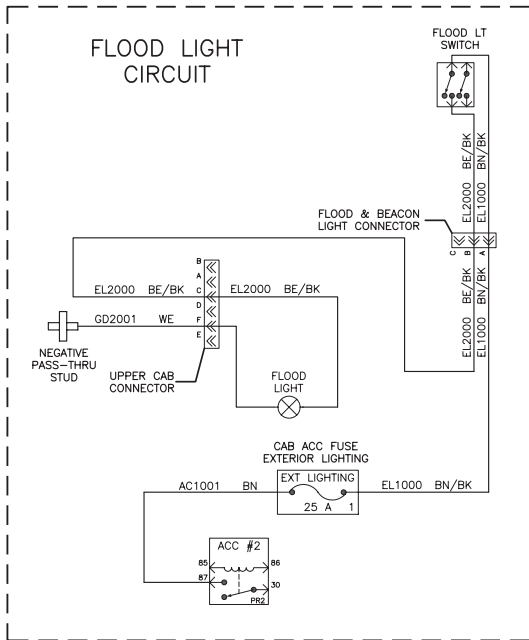 FLOOD LIGHT
CIRCUIT
FLOOD LT
SWITCH
EL2000 BE/BK
EL1000 BN/BK
FLOOD & BEACON
LIGHT CONNECTOR
C
B
A
EL2000 BE/BK
EL1000 BN/BK
B
A
C
D
F
E
EL2000 BE/BK
EL2000 BE/BK
GD2001 WE
NEGATIVE
PASS-THRU
STUD
UPPER CAB
CONNECTOR
FLOOD
LIGHT
CAB ACC FUSE
EXTERIOR LIGHTING
EXT LIGHTING
25 A 1
AC1001 BN
EL1000 BN/BK
ACC #2
85
86
87
30
PR2